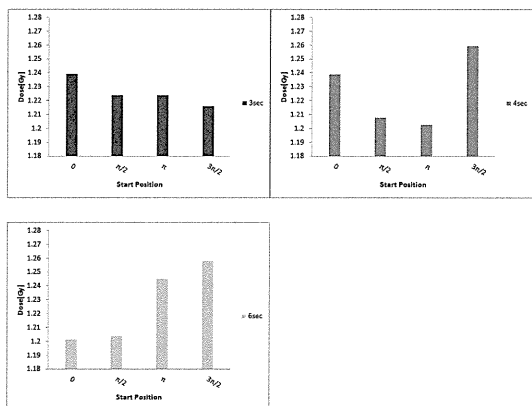 1.28
1.27
1.26
1.25
1.24
1.23
1.22
1.21
1.2
1.19
1.18
Dose[Gy]
0
π/2
π
3π/2
Start Position
3sec
1.28
1.27
1.26
1.25
1.24
1.23
1.22
1.21
1.2
1.19
1.18
Dose[Gy]
0
π/2
π
3π/2
Start Position
4sec
1.28
1.27
1.26
1.25
1.24
1.23
1.22
1.21
1.2
1.19
1.18
Dose[Gy]
0
π/2
π
3π/2
Start Position
6sec